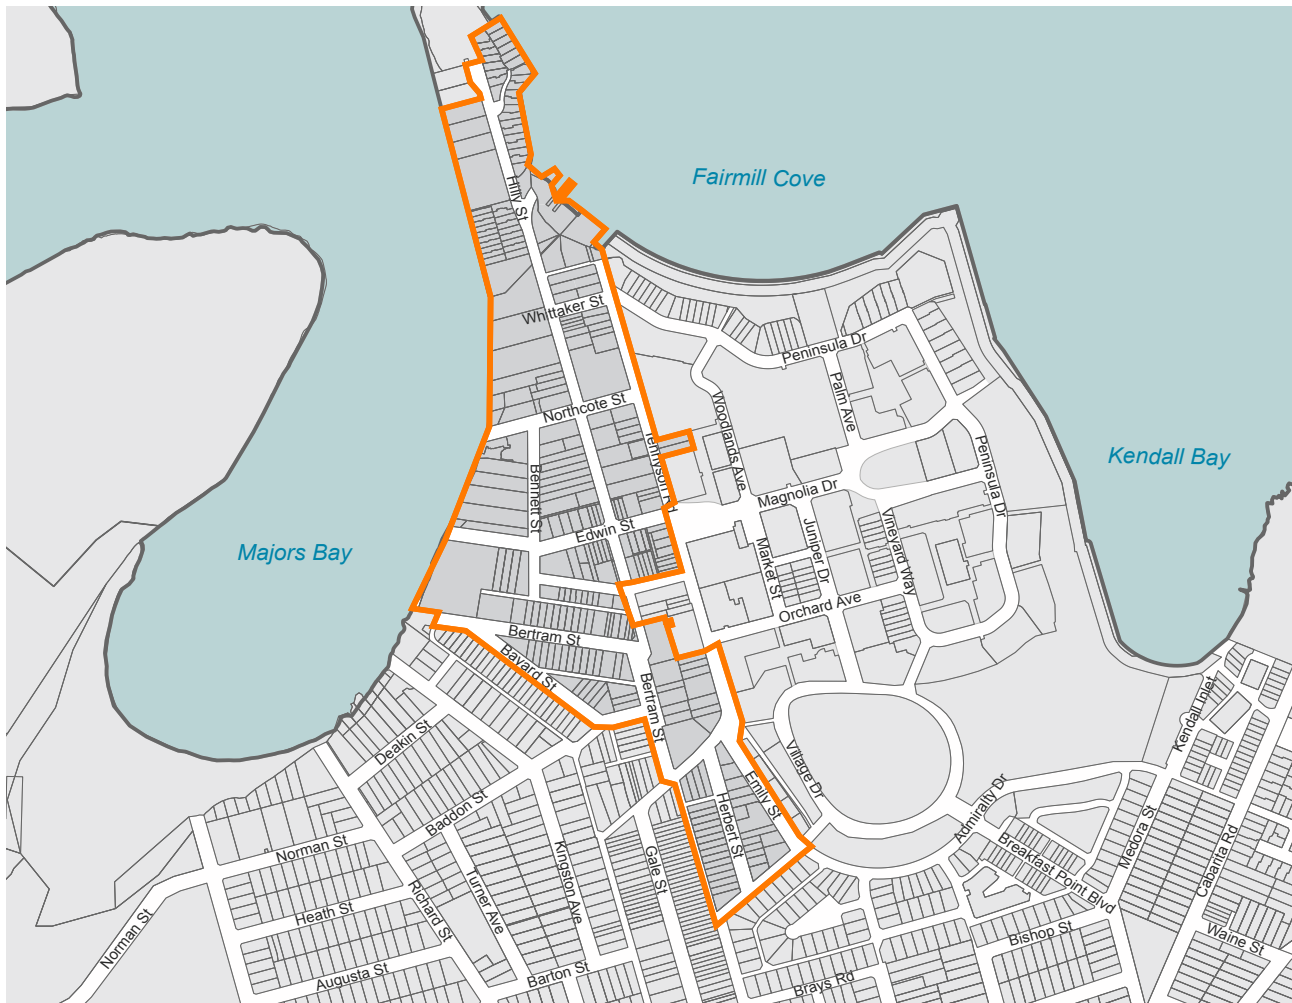 Fairmill Cove
Hilly St
Whittaker St
Peninsula Dr
Palm Ave
Woodlands Ave
Northcote St
Tennyson Rd
Kendall Bay
Bennett St
Peninsula Dr
Magnolia Dr
Edwin St
Majors Bay
Juniper Dr
Vineyard Way
Market St
Orchard Ave
Bertram St
Bayard St
Bertram St
Kendall Inlet
Deakin St
Village Dr
Emily St
Admiralty Dr
Baddon St
Herbert St
Medora St
Cabarita Rd
Norman St
Breakfast Point Blvd
Kingston Ave
Gale St
Turner Ave
Richard St
Heath St
Norman St
Bishop St
Waine St
Augusta St
Barton St
Brays Rd